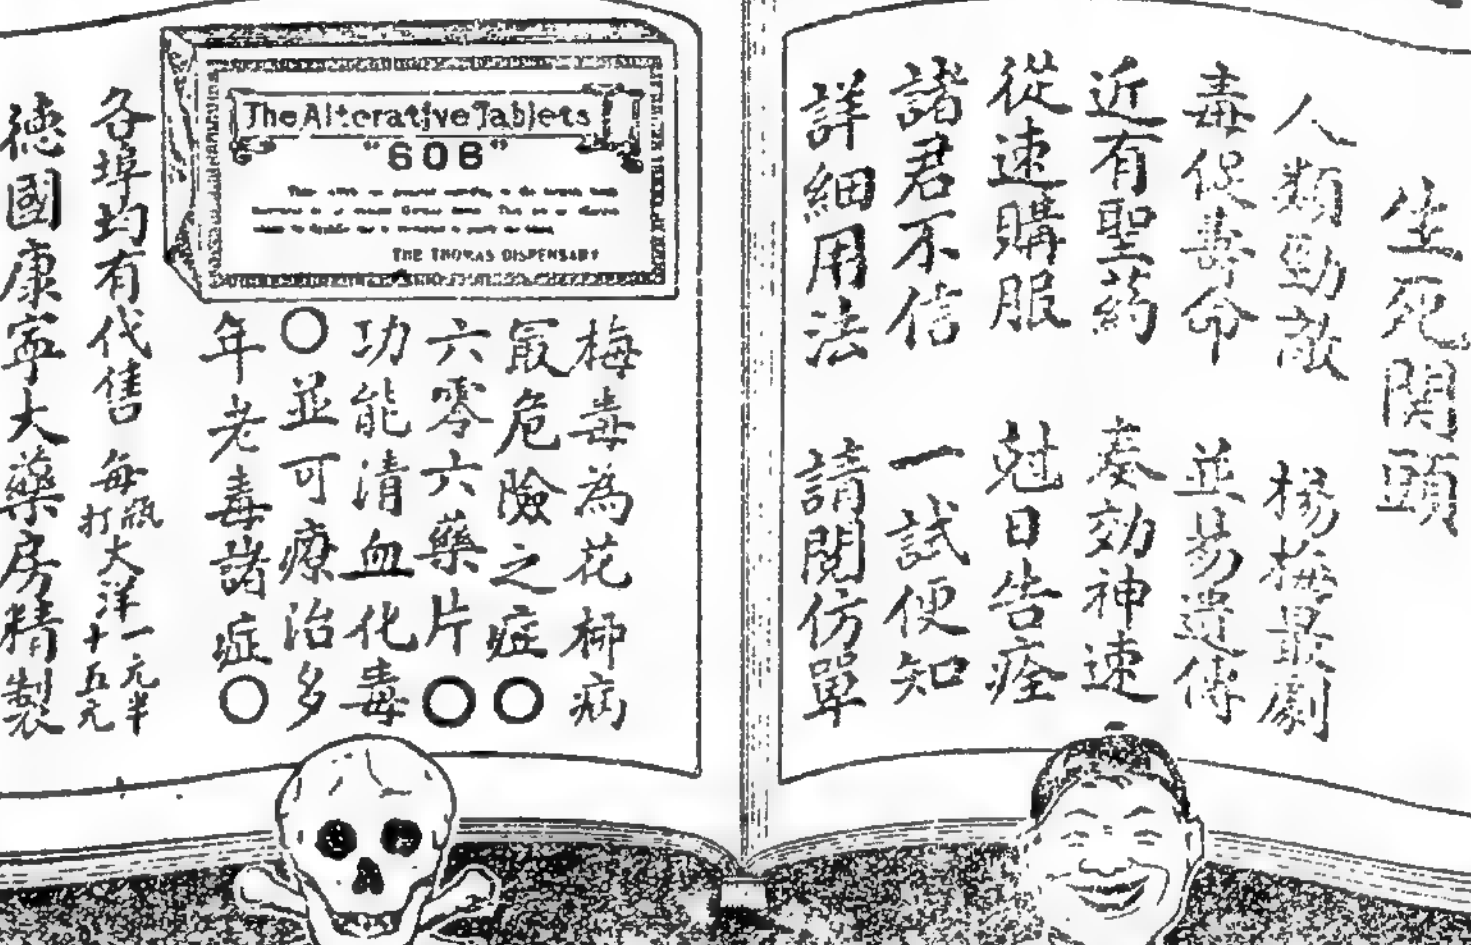 生死関頭
人類勁敵 楊梅最劇
毒促壽命 並易遺傳
近有聖药 奏効神速
從速購服 尅日告痊
諸君不信 一試便知
詳細用法 請閱仿單
The Alterative Tablets
"606"
THE THOMAS DISPENSARY
梅毒為花柳病
冣危險之症〇
六零六藥片〇
功能清血化毒
〇並可療治多
年老毒諸症〇
各埠均有代售 每瓶打大洋一元半十五元
德國康寧大藥房精製